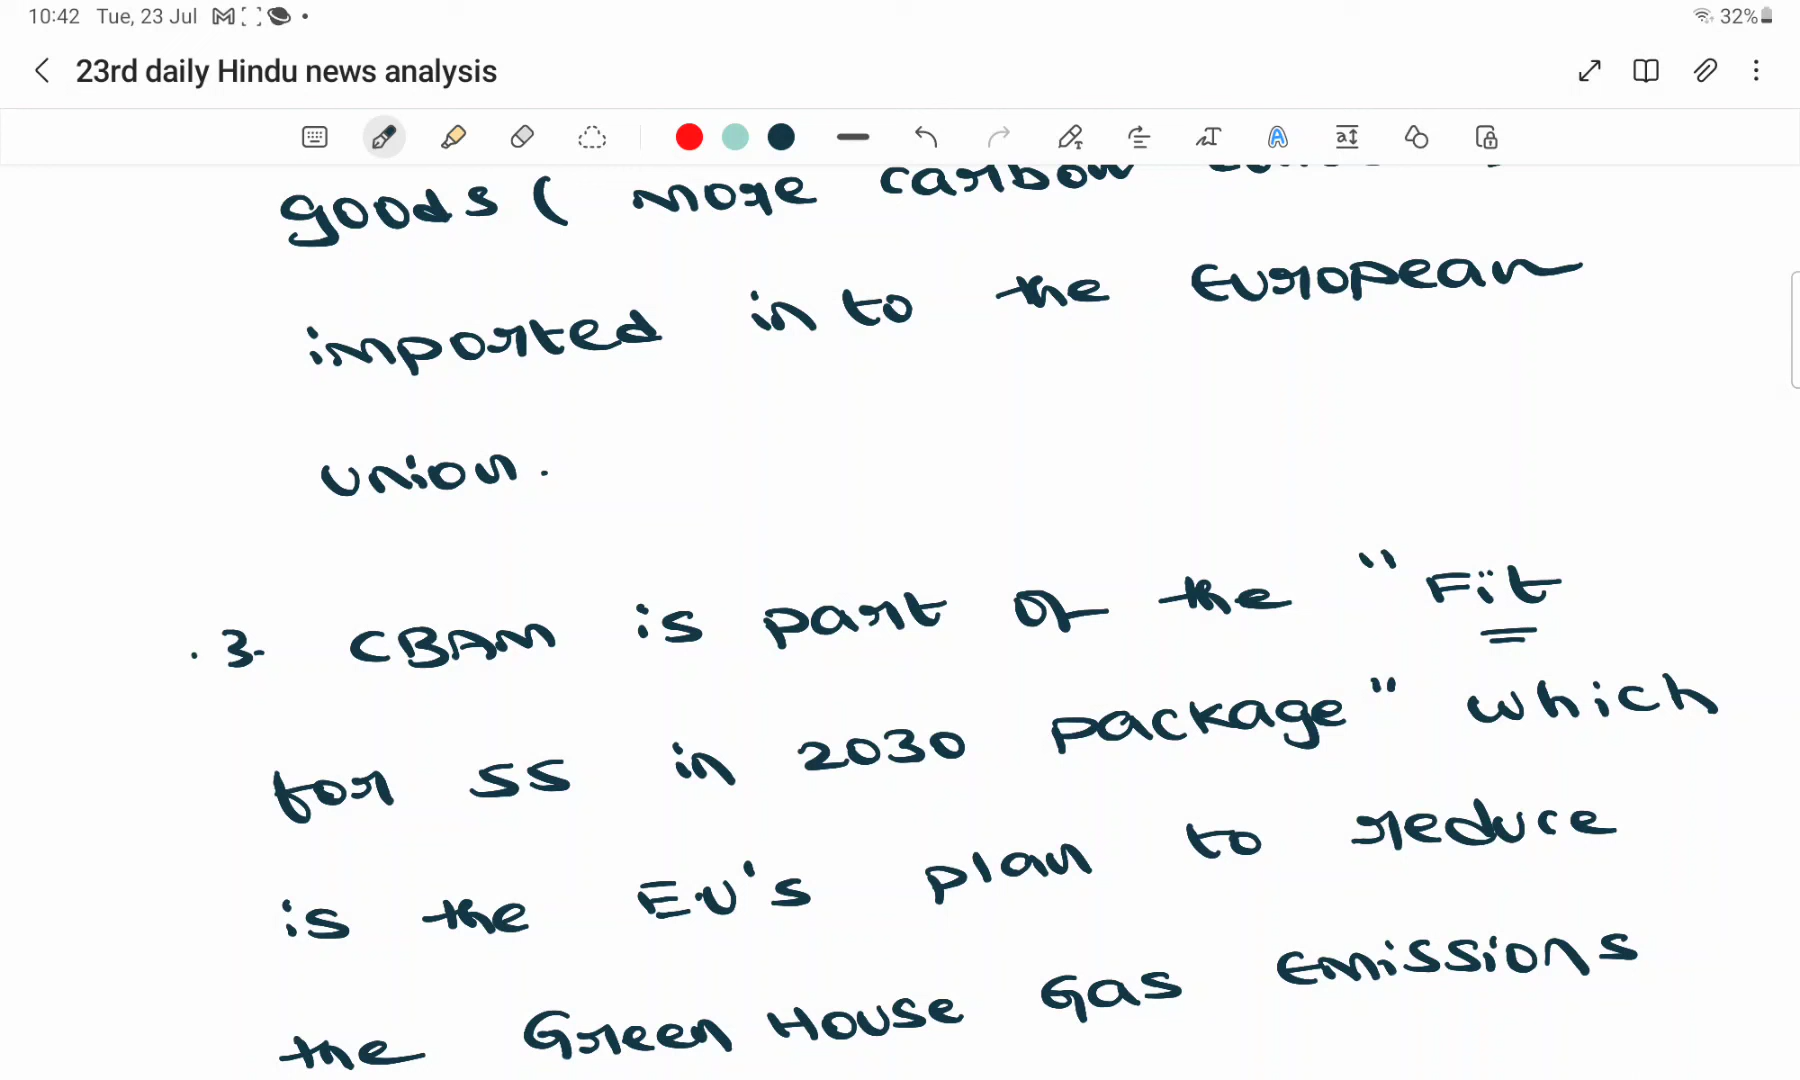 10:42 Tue, 23 Jul
32%
23rd daily Hindu news analysis
goods ( more carbon
imported in to the European
union.
.3. CBAM is part of the "Fit
for 55 in 2030 package" which
is the E.U's plan to reduce
the Green House Gas Emissions